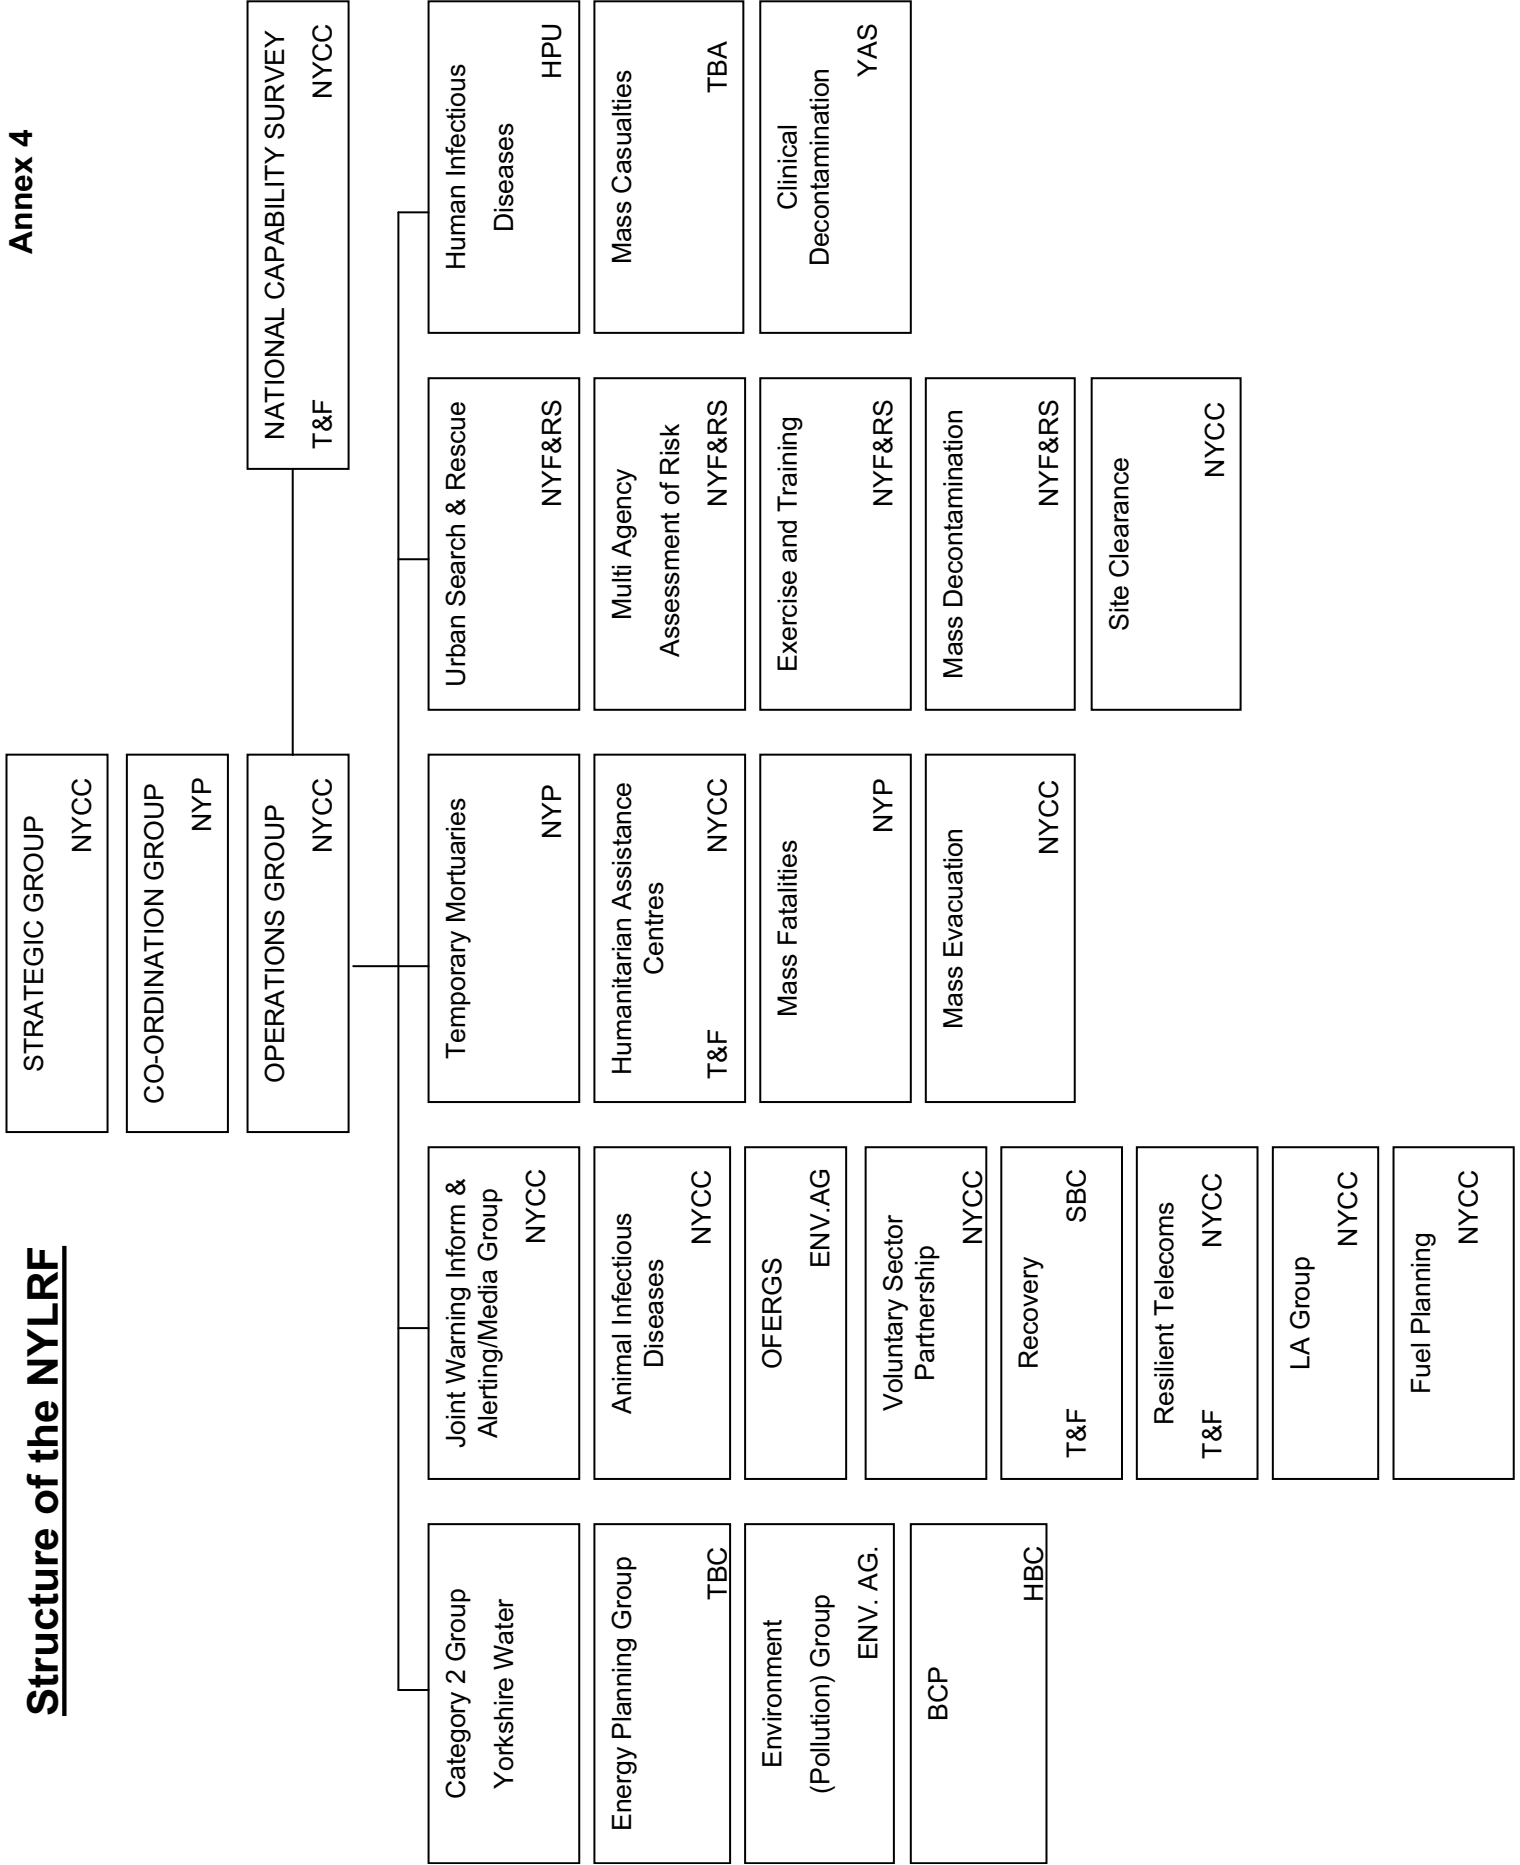 Annex 4
Structure of the NYLRF
STRATEGIC GROUP
NYCC
CO-ORDINATION GROUP
NYP
OPERATIONS GROUP
NYCC
NATIONAL CAPABILITY SURVEY
T&F NYCC
Category 2 Group
Yorkshire Water
Energy Planning Group
TBC
Environment
(Pollution) Group
ENV. AG.
BCP
HBC
Joint Warning Inform &
Alerting/Media Group
NYCC
Animal Infectious
Diseases
NYCC
OFERGS
ENV.AG
Voluntary Sector
Partnership
NYCC
Recovery
T&F SBC
Resilient Telecoms
T&F NYCC
LA Group
NYCC
Fuel Planning
NYCC
Temporary Mortuaries
NYP
Humanitarian Assistance
Centres
T&F NYCC
Mass Fatalities
NYP
Mass Evacuation
NYCC
Urban Search & Rescue
NYF&RS
Multi Agency
Assessment of Risk
NYF&RS
Exercise and Training
NYF&RS
Mass Decontamination
NYF&RS
Site Clearance
NYCC
Human Infectious
Diseases
HPU
Mass Casualties
TBA
Clinical
Decontamination
YAS